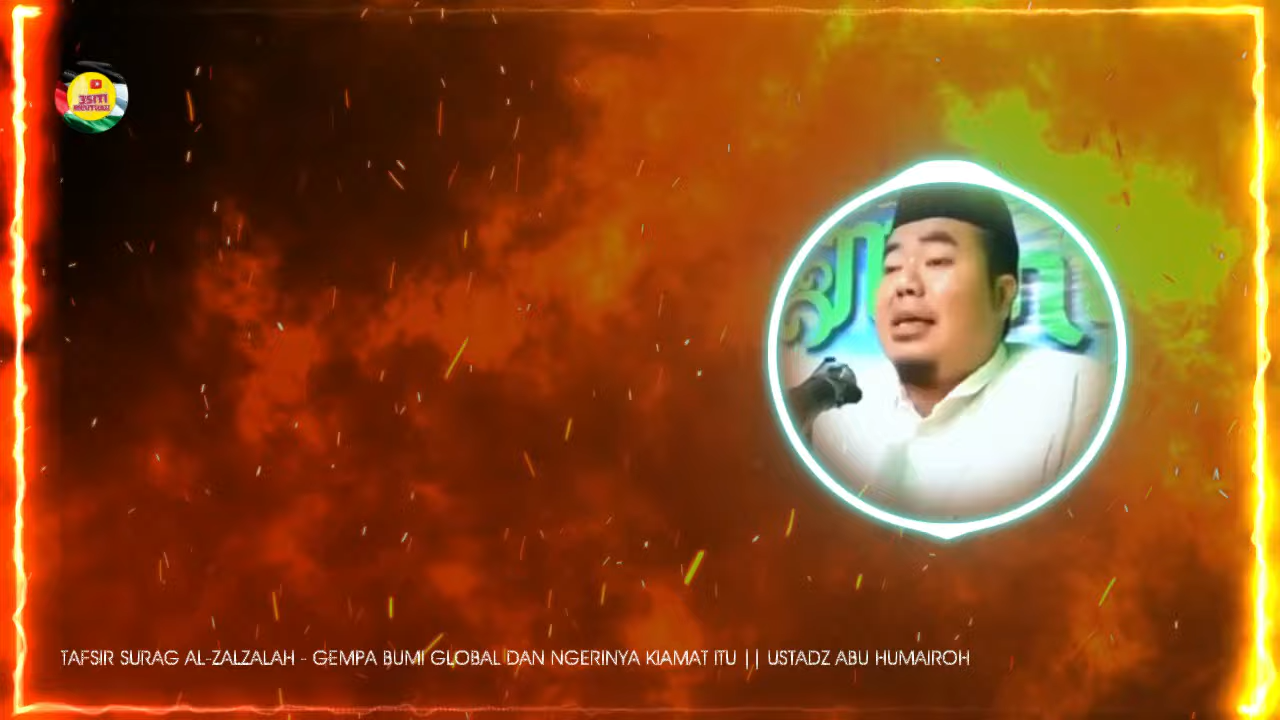 TAFSIR SURAG AL-ZALZALAH - GEMPA BUMI GLOBAL DAN NGERINYA KIAMAT ITU || USTADZ ABU HUMAIROH